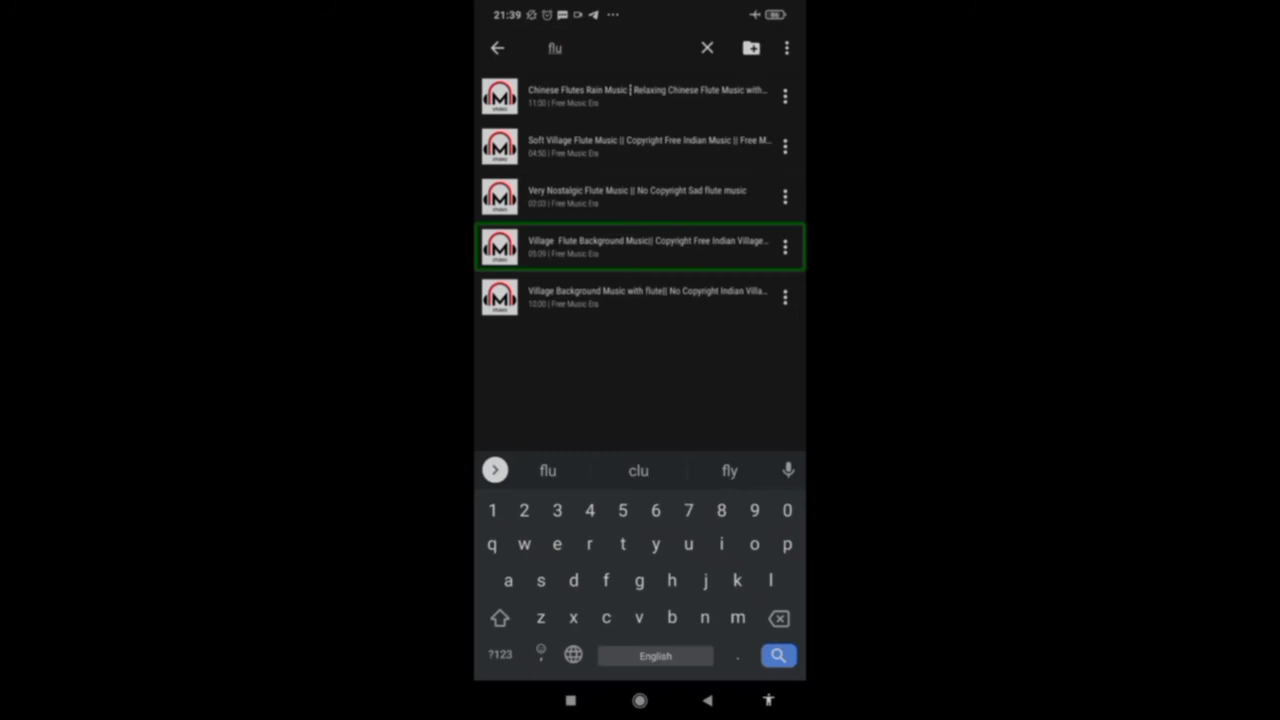 21:39
86
flu
Chinese Flutes Rain Music | Relaxing Chinese Flute Music with...
11:00 | Free Music Era
Soft Village Flute Music || Copyright Free Indian Music || Free M...
04:50 | Free Music Era
Very Nostalgic Flute Music || No Copyright Sad flute music
03:03 | Free Music Era
Village Flute Background Music|| Copyright Free Indian Village...
05:09 | Free Music Era
Village Background Music with flute|| No Copyright Indian Villa...
10:00 | Free Music Era
flu clu fly
1 2 3 4 5 6 7 8 9 0
q w e r t y u i o p
a s d f g h j k l
z x c v b n m
?123 , English .